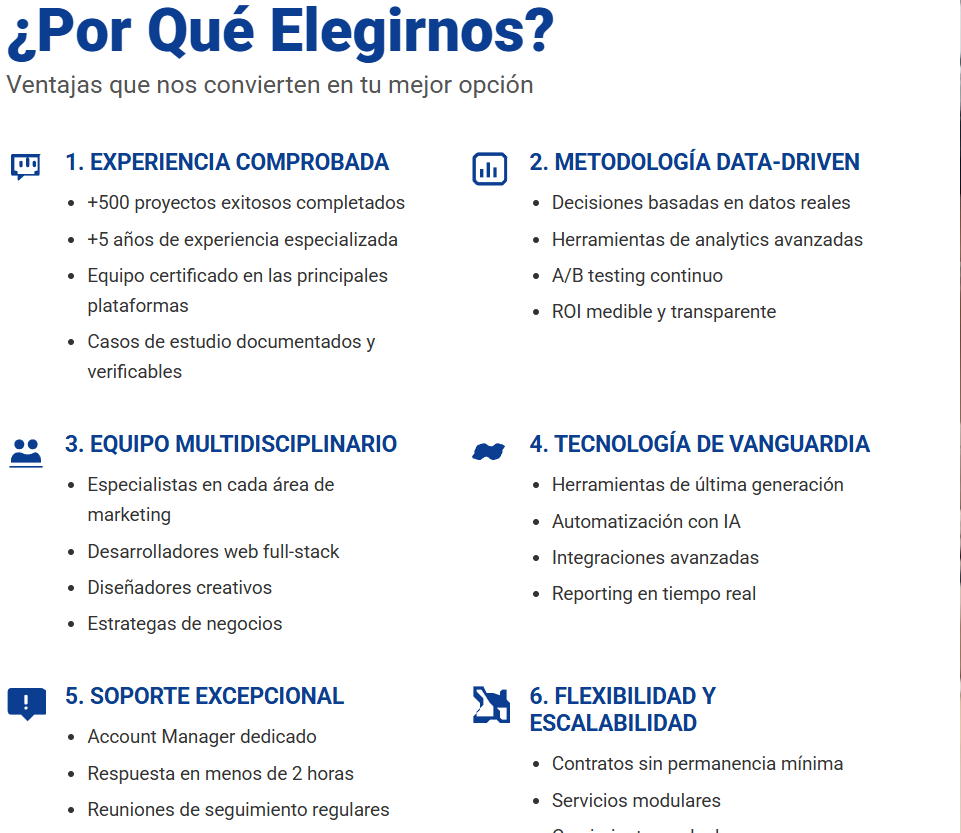 ¿Por Qué Elegirnos?
Ventajas que nos convierten en tu mejor opción
1. EXPERIENCIA COMPROBADA
+500 proyectos exitosos completados
+5 años de experiencia especializada
Equipo certificado en las principales
plataformas
Casos de estudio documentados y
verificables
2. METODOLOGÍA DATA-DRIVEN
Decisiones basadas en datos reales
Herramientas de analytics avanzadas
A/B testing continuo
ROI medible y transparente
3. EQUIPO MULTIDISCIPLINARIO
Especialistas en cada área de
marketing
Desarrolladores web full-stack
Diseñadores creativos
Estrategas de negocios
4. TECNOLOGÍA DE VANGUARDIA
Herramientas de última generación
Automatización con IA
Integraciones avanzadas
Reporting en tiempo real
5. SOPORTE EXCEPCIONAL
Account Manager dedicado
Respuesta en menos de 2 horas
Reuniones de seguimiento regulares
6. FLEXIBILIDAD Y
ESCALABILIDAD
Contratos sin permanencia mínima
Servicios modulares